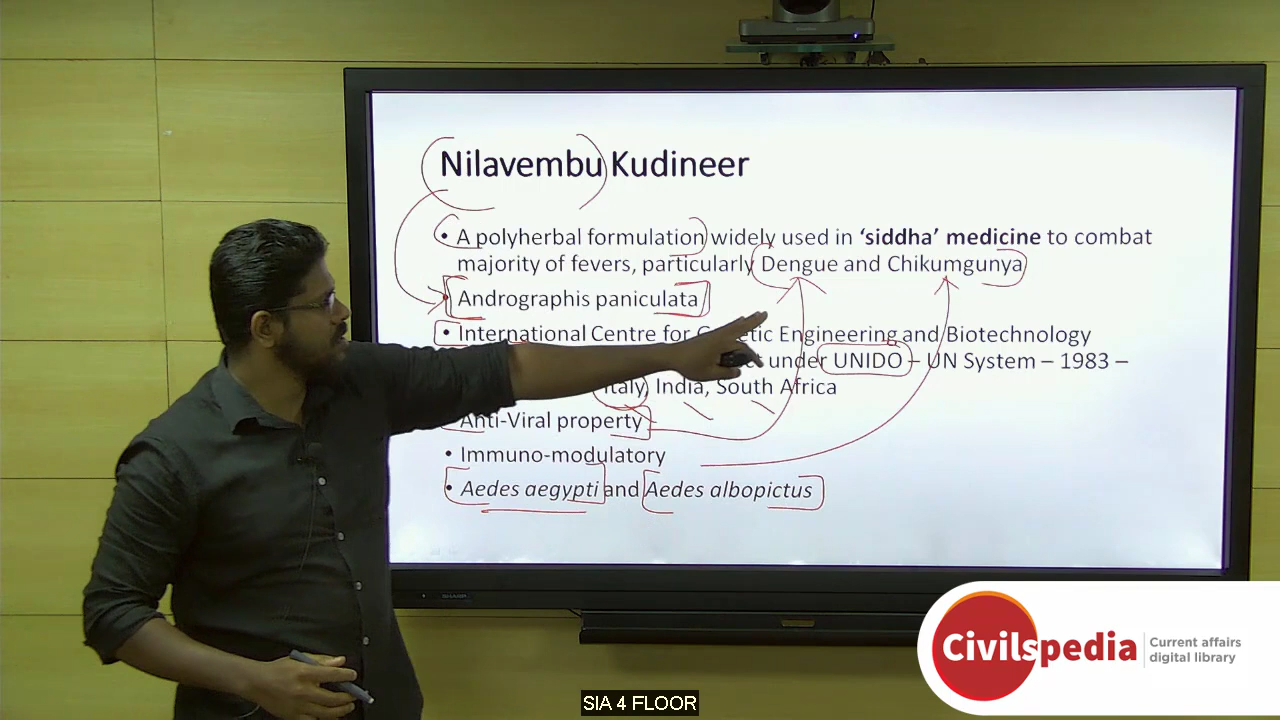 Nilavembu Kudineer
• A polyherbal formulation widely used in ‘siddha’ medicine to combat
majority of fevers, particularly Dengue and Chikumgunya
Andrographis paniculata
• International Centre for Genetic Engineering and Biotechnology
under UNIDO – UN System – 1983 –
Italy, India, South Africa
Anti-Viral property
• Immuno-modulatory
• Aedes aegypti and Aedes albopictus
SHARP
Civilspedia
Current affairs
digital library
SIA 4 FLOOR